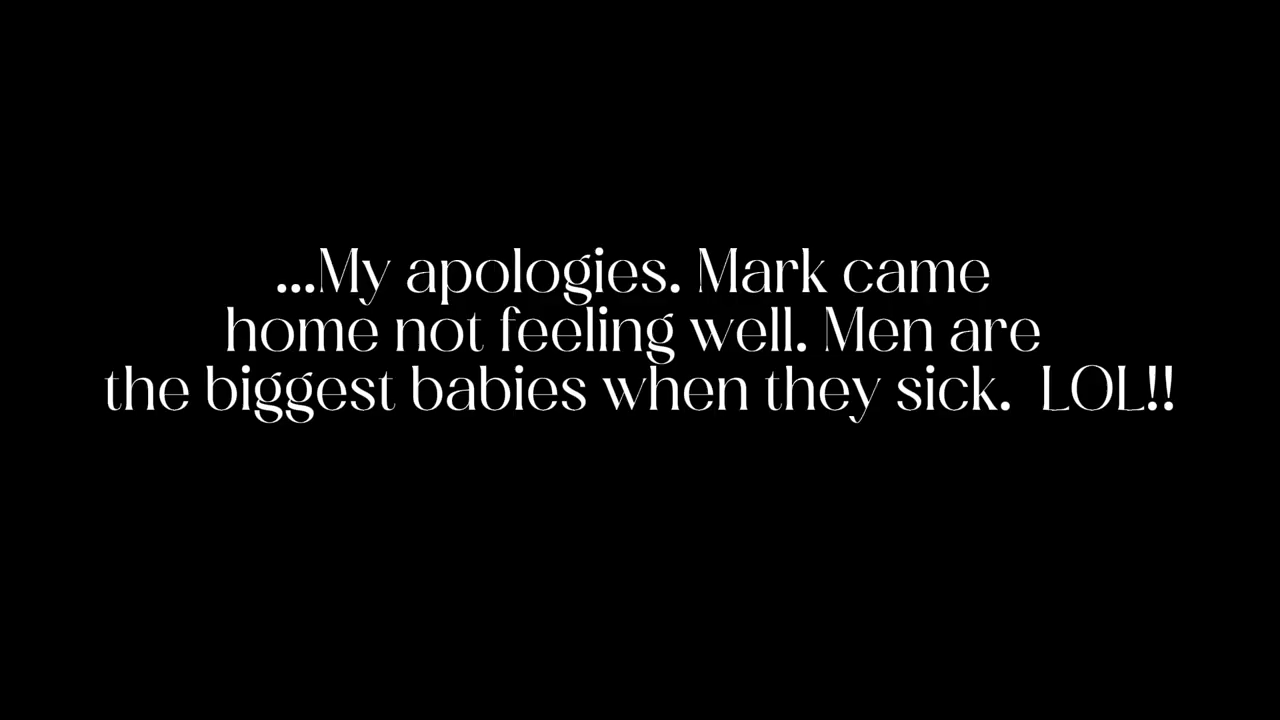 ...My apologies. Mark came
home not feeling well. Men are
the biggest babies when they sick.  LOL!!